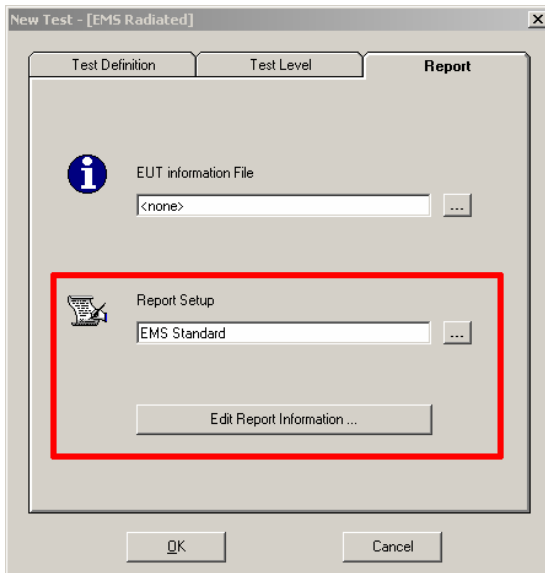 New Test - [EMS Radiated]
Test Definition
Test Level
Report
EUT information File
<none>
...
Report Setup
EMS Standard
...
Edit Report Information ...
OK
Cancel